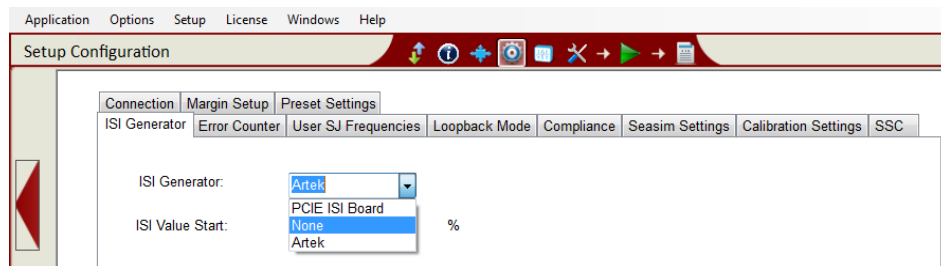 Application Options Setup License Windows Help
Setup Configuration
Connection Margin Setup Preset Settings
ISI Generator Error Counter User SJ Frequencies Loopback Mode Compliance Seasim Settings Calibration Settings SSC
ISI Generator: Artek
PCIE ISI Board
ISI Value Start: None %
Artek